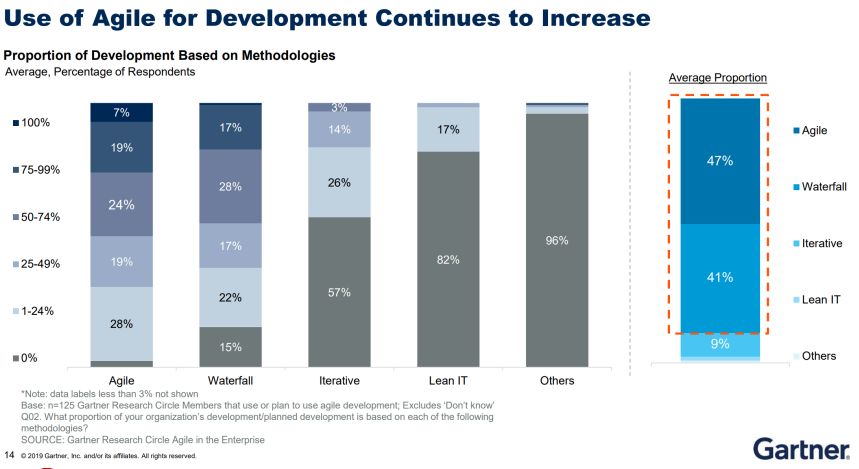 Use of Agile for Development Continues to Increase
Proportion of Development Based on Methodologies
Average, Percentage of Respondents
100%
75-99%
50-74%
25-49%
1-24%
0%
7%
19%
24%
19%
28%
17%
28%
17%
22%
15%
3%
14%
26%
57%
17%
82%
96%
Agile
Waterfall
Iterative
Lean IT
Others
Average Proportion
47%
41%
9%
Agile
Waterfall
Iterative
Lean IT
Others
*Note: data labels less than 3% not shown
Base: n=125 Gartner Research Circle Members that use or plan to use agile development; Excludes 'Don't know'
Q02. What proportion of your organization's development/planned development is based on each of the following
methodologies?
SOURCE: Gartner Research Circle Agile in the Enterprise
14 © 2019 Gartner, Inc. and/or its affiliates. All rights reserved.
Gartner®